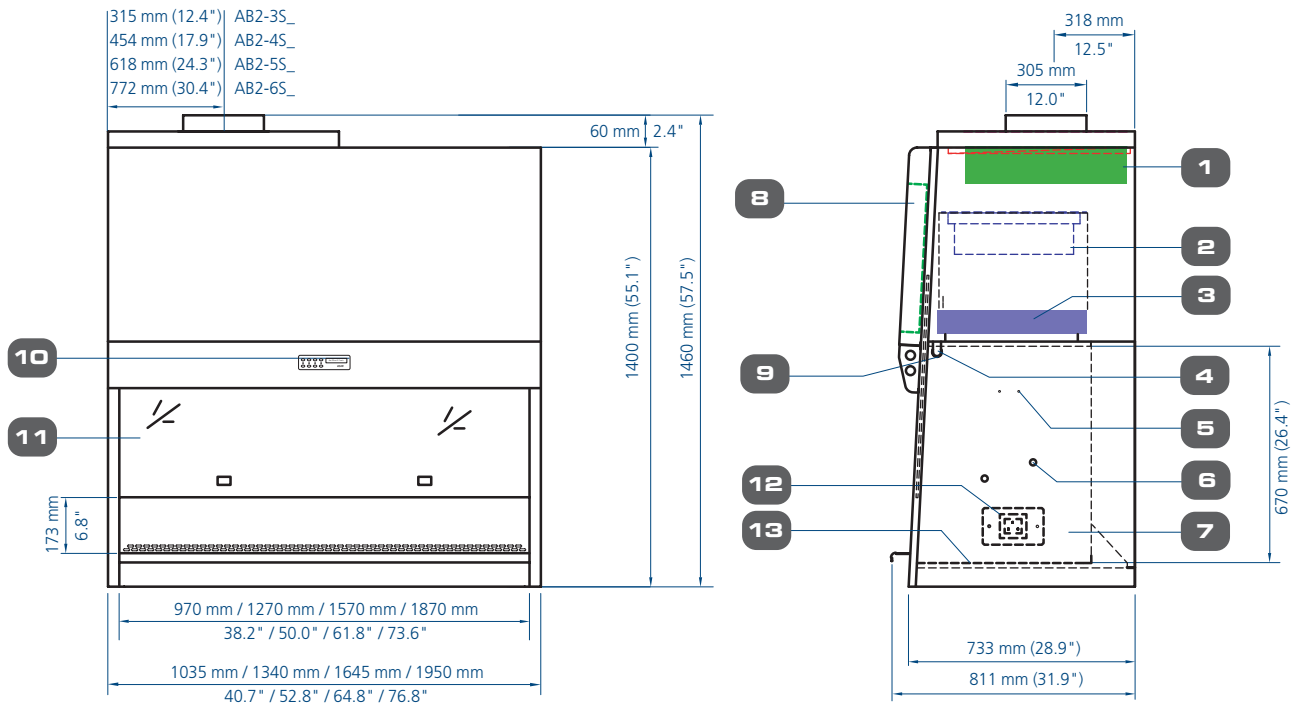 315 mm (12.4") AB2-3S_
454 mm (17.9") AB2-4S_
618 mm (24.3") AB2-5S_
772 mm (30.4") AB2-6S_
60 mm 2.4"
1400 mm (55.1")
1460 mm (57.5")
10
11
173 mm
6.8"
970 mm / 1270 mm / 1570 mm / 1870 mm
38.2" / 50.0" / 61.8" / 73.6"
1035 mm / 1340 mm / 1645 mm / 1950 mm
40.7" / 52.8" / 64.8" / 76.8"
318 mm
12.5"
305 mm
12.0"
1
8
2
3
9
4
5
12
6
13
7
670 mm (26.4")
733 mm (28.9")
811 mm (31.9")